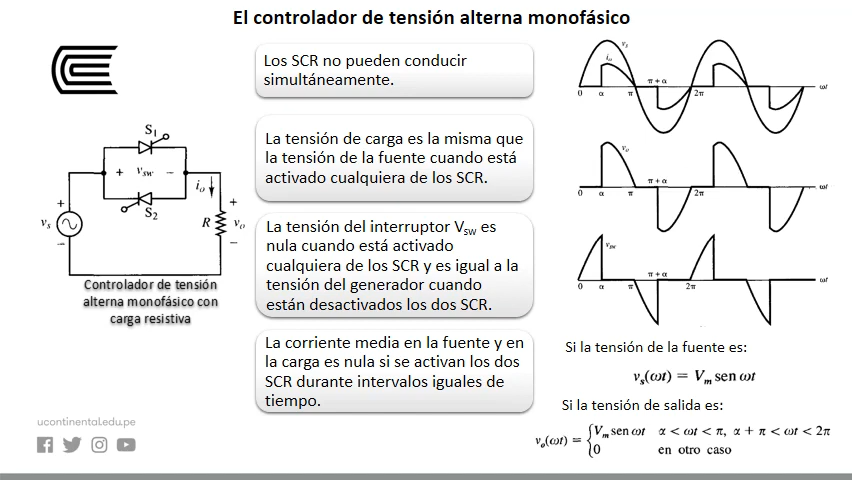 El controlador de tensión alterna monofásico
Los SCR no pueden conducir
simultáneamente.
La tensión de carga es la misma que
la tensión de la fuente cuando está
activado cualquiera de los SCR.
La tensión del interruptor Vsw es
nula cuando está activado
cualquiera de los SCR y es igual a la
tensión del generador cuando
están desactivados los dos SCR.
La corriente media en la fuente y en
la carga es nula si se activan los dos
SCR durante intervalos iguales de
tiempo.
S1
+ vsw −
S2
io
+
vs
−
R
+
vo
−
Controlador de tensión
alterna monofásico con
carga resistiva
ucontinental.edu.pe
vs
io
π + α
0 α π 2π ωt
vo
π + α
0 α π 2π ωt
vsw
π + α
0 α π 2π ωt
Si la tensión de la fuente es:
vs(ωt) = Vm sen ωt
Si la tensión de salida es:
vo(ωt) = {Vm sen ωt α < ωt < π, α + π < ωt < 2π
0 en otro caso